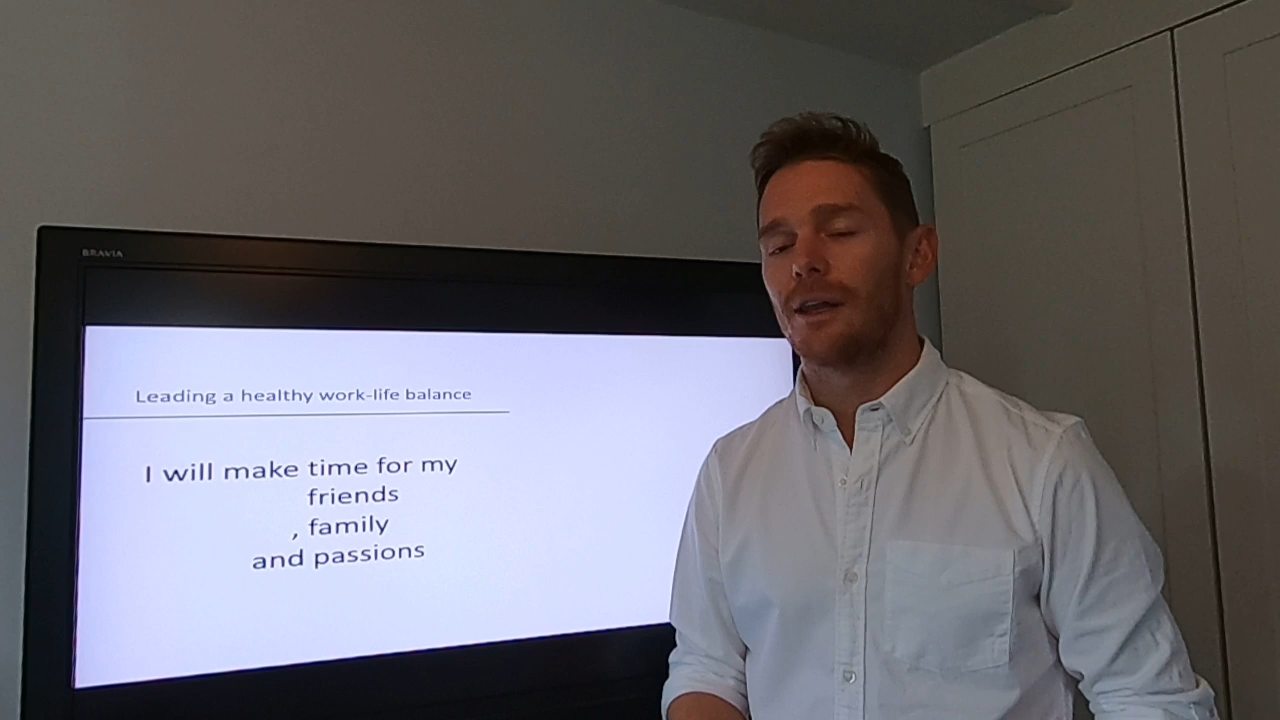 BRAVIA
Leading a healthy work-life balance
I will make time for my
friends
, family
and passions